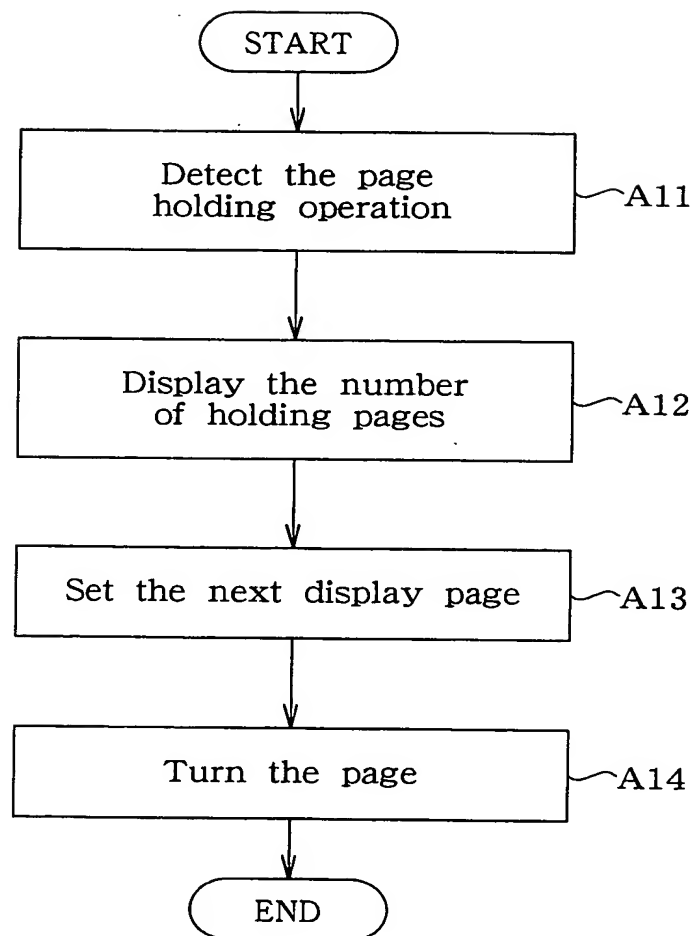 START
Detect the page
holding operation
A11
Display the number
of holding pages
A12
Set the next display page
A13
Turn the page
A14
END